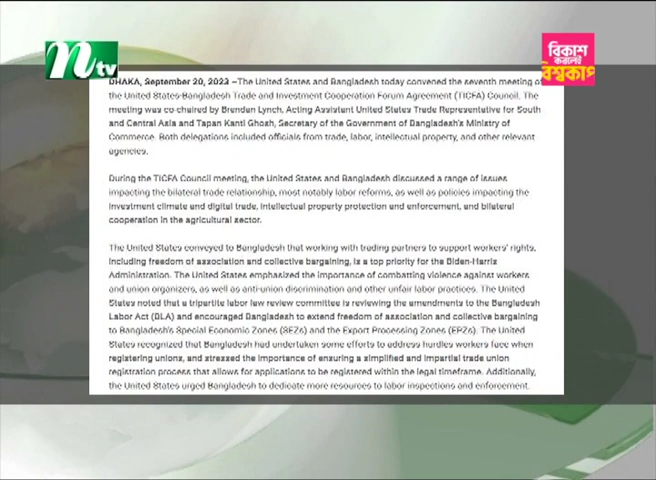 ntv
বিকাশ
করলেই
বিশ্বকাপ
DHAKA, September 20, 2023 –The United States and Bangladesh today convened the seventh meeting of
the United States-Bangladesh Trade and Investment Cooperation Forum Agreement (TICFA) Council. The
meeting was co-chaired by Brendan Lynch, Acting Assistant United States Trade Representative for South
and Central Asia and Tapan Kanti Ghosh, Secretary of the Government of Bangladesh's Ministry of
Commerce. Both delegations included officials from trade, labor, intellectual property, and other relevant
agencies.
During the TICFA Council meeting, the United States and Bangladesh discussed a range of issues
impacting the bilateral trade relationship, most notably labor reforms, as well as policies impacting the
investment climate and digital trade, intellectual property protection and enforcement, and bilateral
cooperation in the agricultural sector.
The United States conveyed to Bangladesh that working with trading partners to support workers' rights,
including freedom of association and collective bargaining, is a top priority for the Biden-Harris
Administration. The United States emphasized the importance of combatting violence against workers
and union organizers, as well as anti-union discrimination and other unfair labor practices. The United
States noted that a tripartite labor law review committee is reviewing the amendments to the Bangladesh
Labor Act (BLA) and encouraged Bangladesh to extend freedom of association and collective bargaining
to Bangladesh's Special Economic Zones (SEZs) and the Export Processing Zones (EPZs). The United
States recognized that Bangladesh had undertaken some efforts to address hurdles workers face when
registering unions, and stressed the importance of ensuring a simplified and impartial trade union
registration process that allows for applications to be registered within the legal timeframe. Additionally,
the United States urged Bangladesh to dedicate more resources to labor inspections and enforcement.